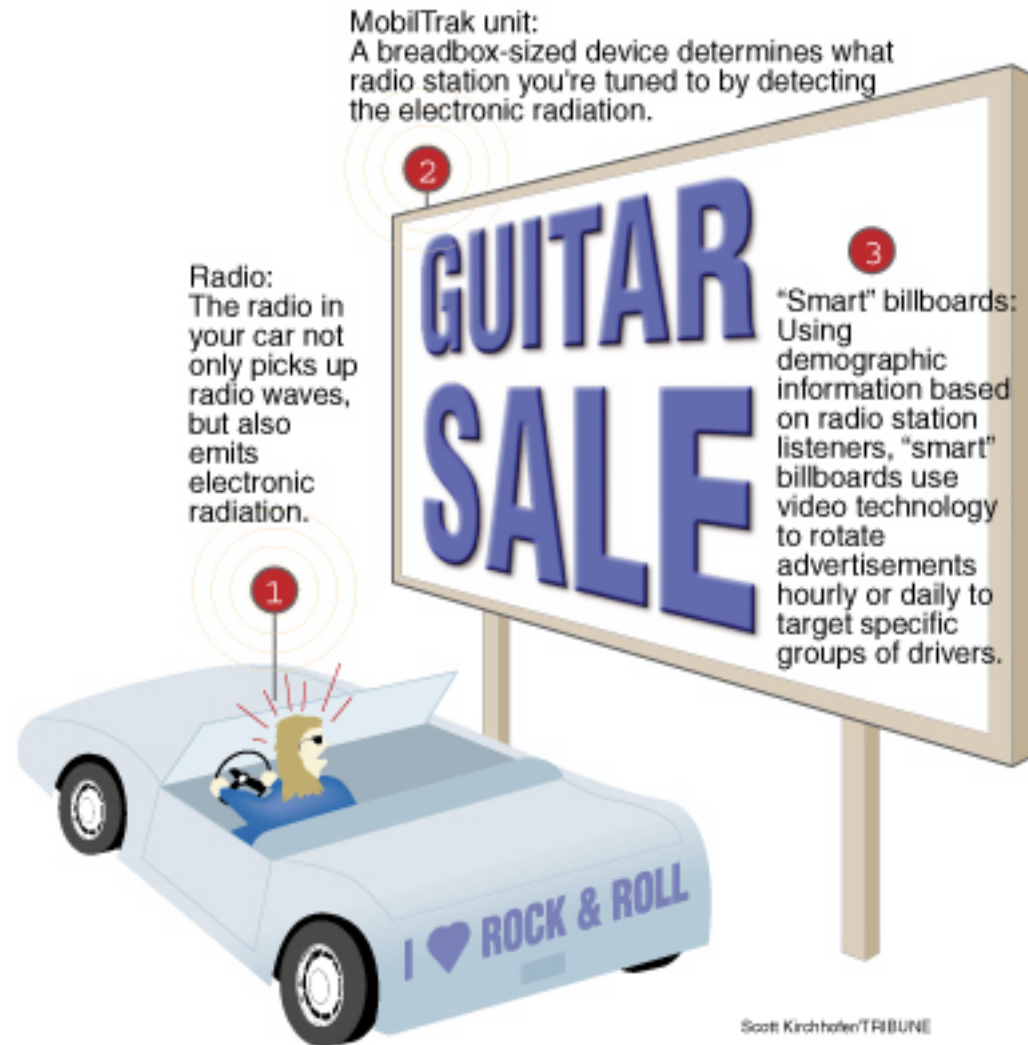 MobilTrak unit:
A breadbox-sized device determines what
radio station you're tuned to by detecting
the electronic radiation.
2
Radio:
The radio in
your car not
only picks up
radio waves,
but also
emits
electronic
radiation.
1
GUITAR
SALE
3
“Smart” billboards:
Using
demographic
information based
on radio station
listeners, “smart”
billboards use
video technology
to rotate
advertisements
hourly or daily to
target specific
groups of drivers.
I ♥ ROCK & ROLL
Scott Kirchhofer/TRIBUNE